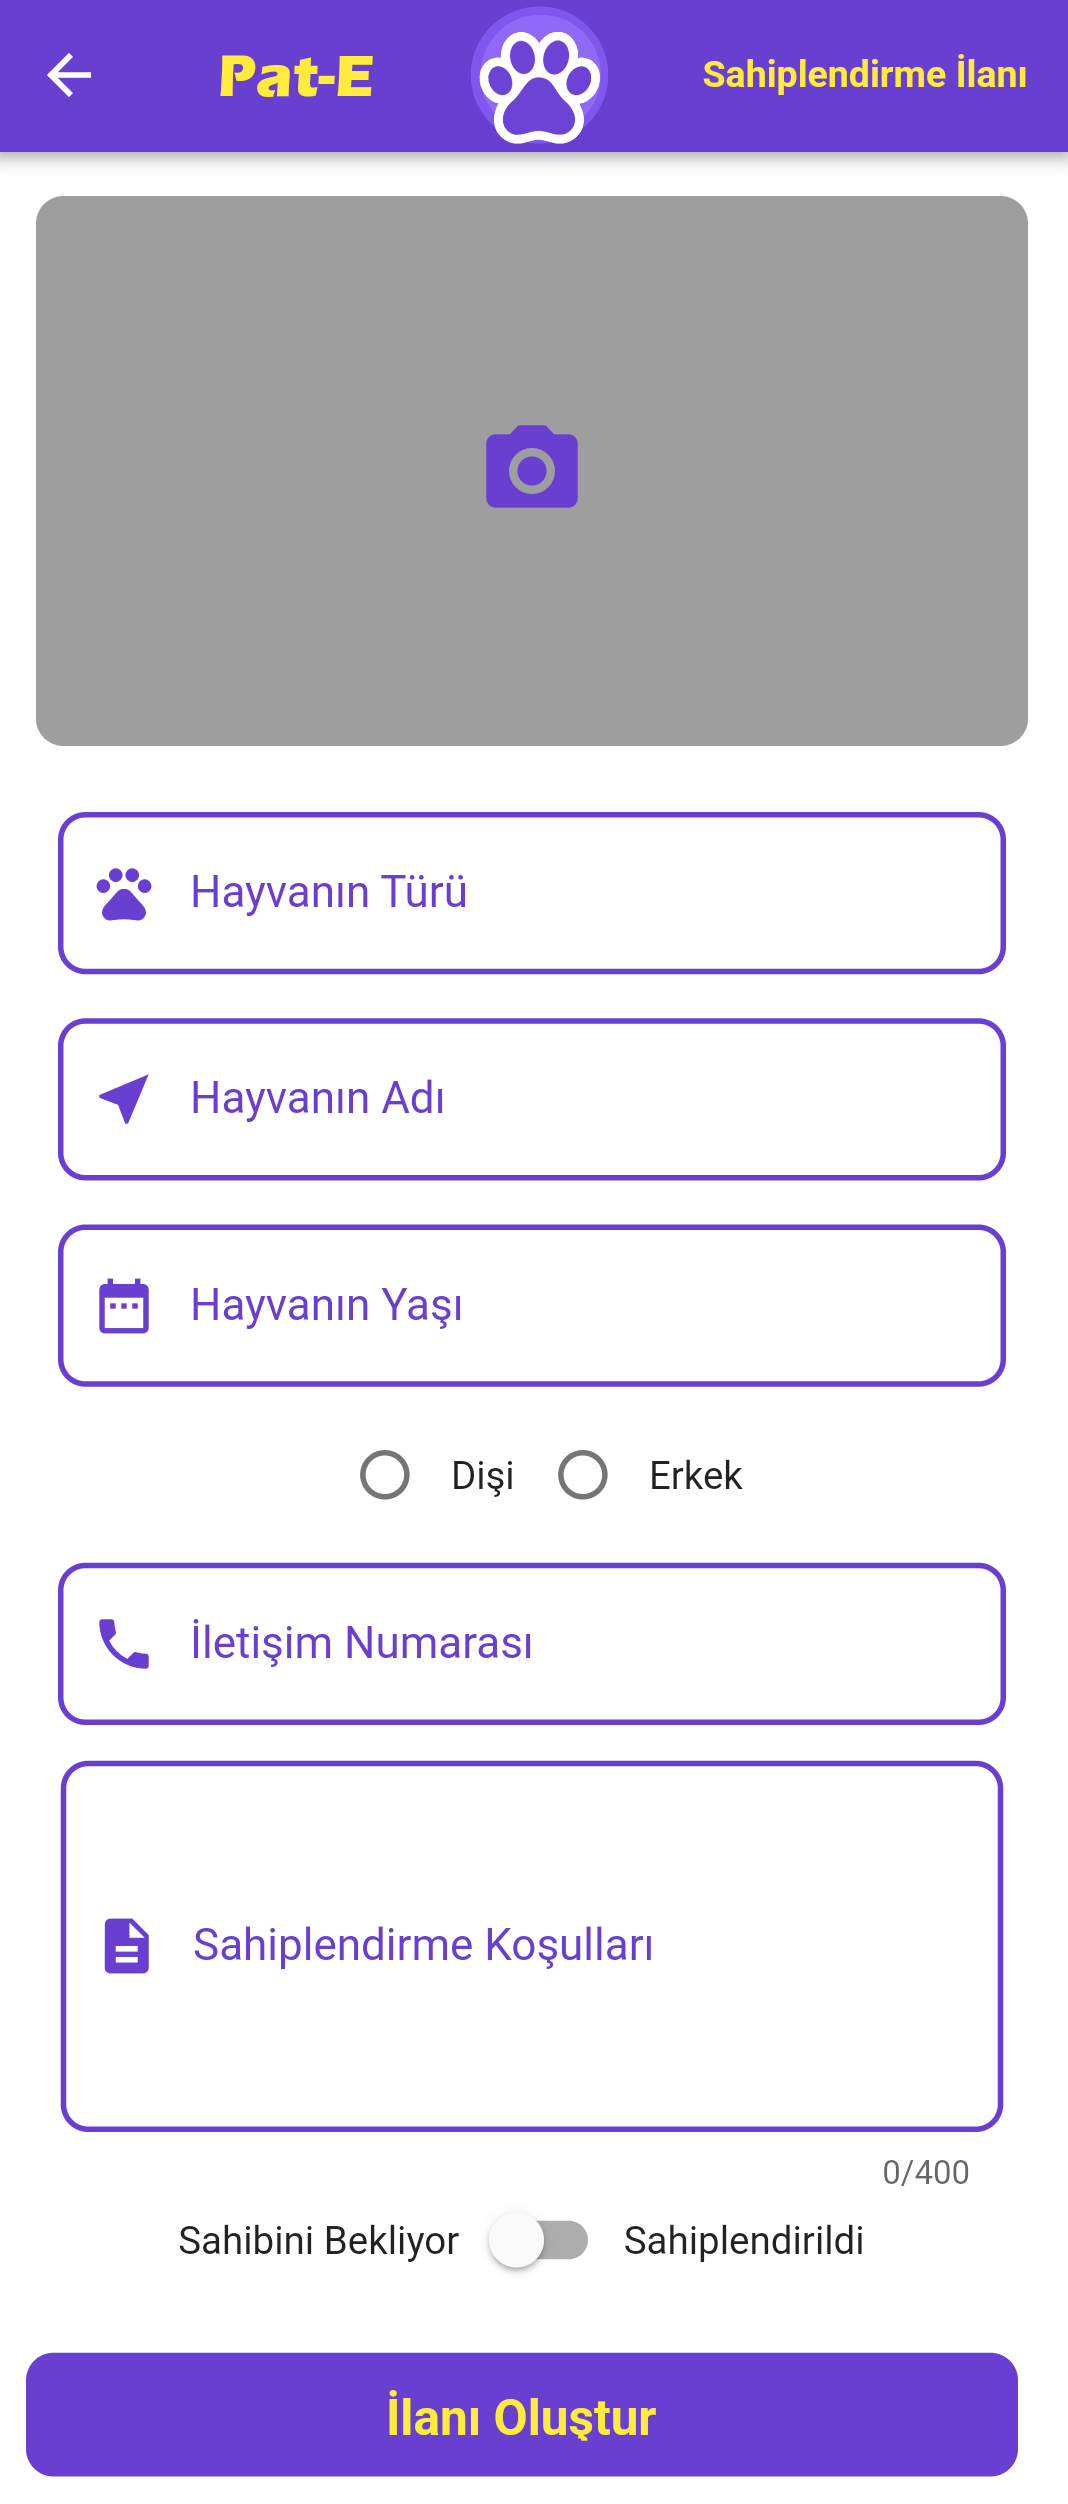 Pat-E
Sahiplendirme İlanı
Hayvanın Türü
Hayvanın Adı
Hayvanın Yaşı
Dişi
Erkek
İletişim Numarası
Sahiplendirme Koşulları
0/400
Sahibini Bekliyor
Sahiplendirildi
İlanı Oluştur